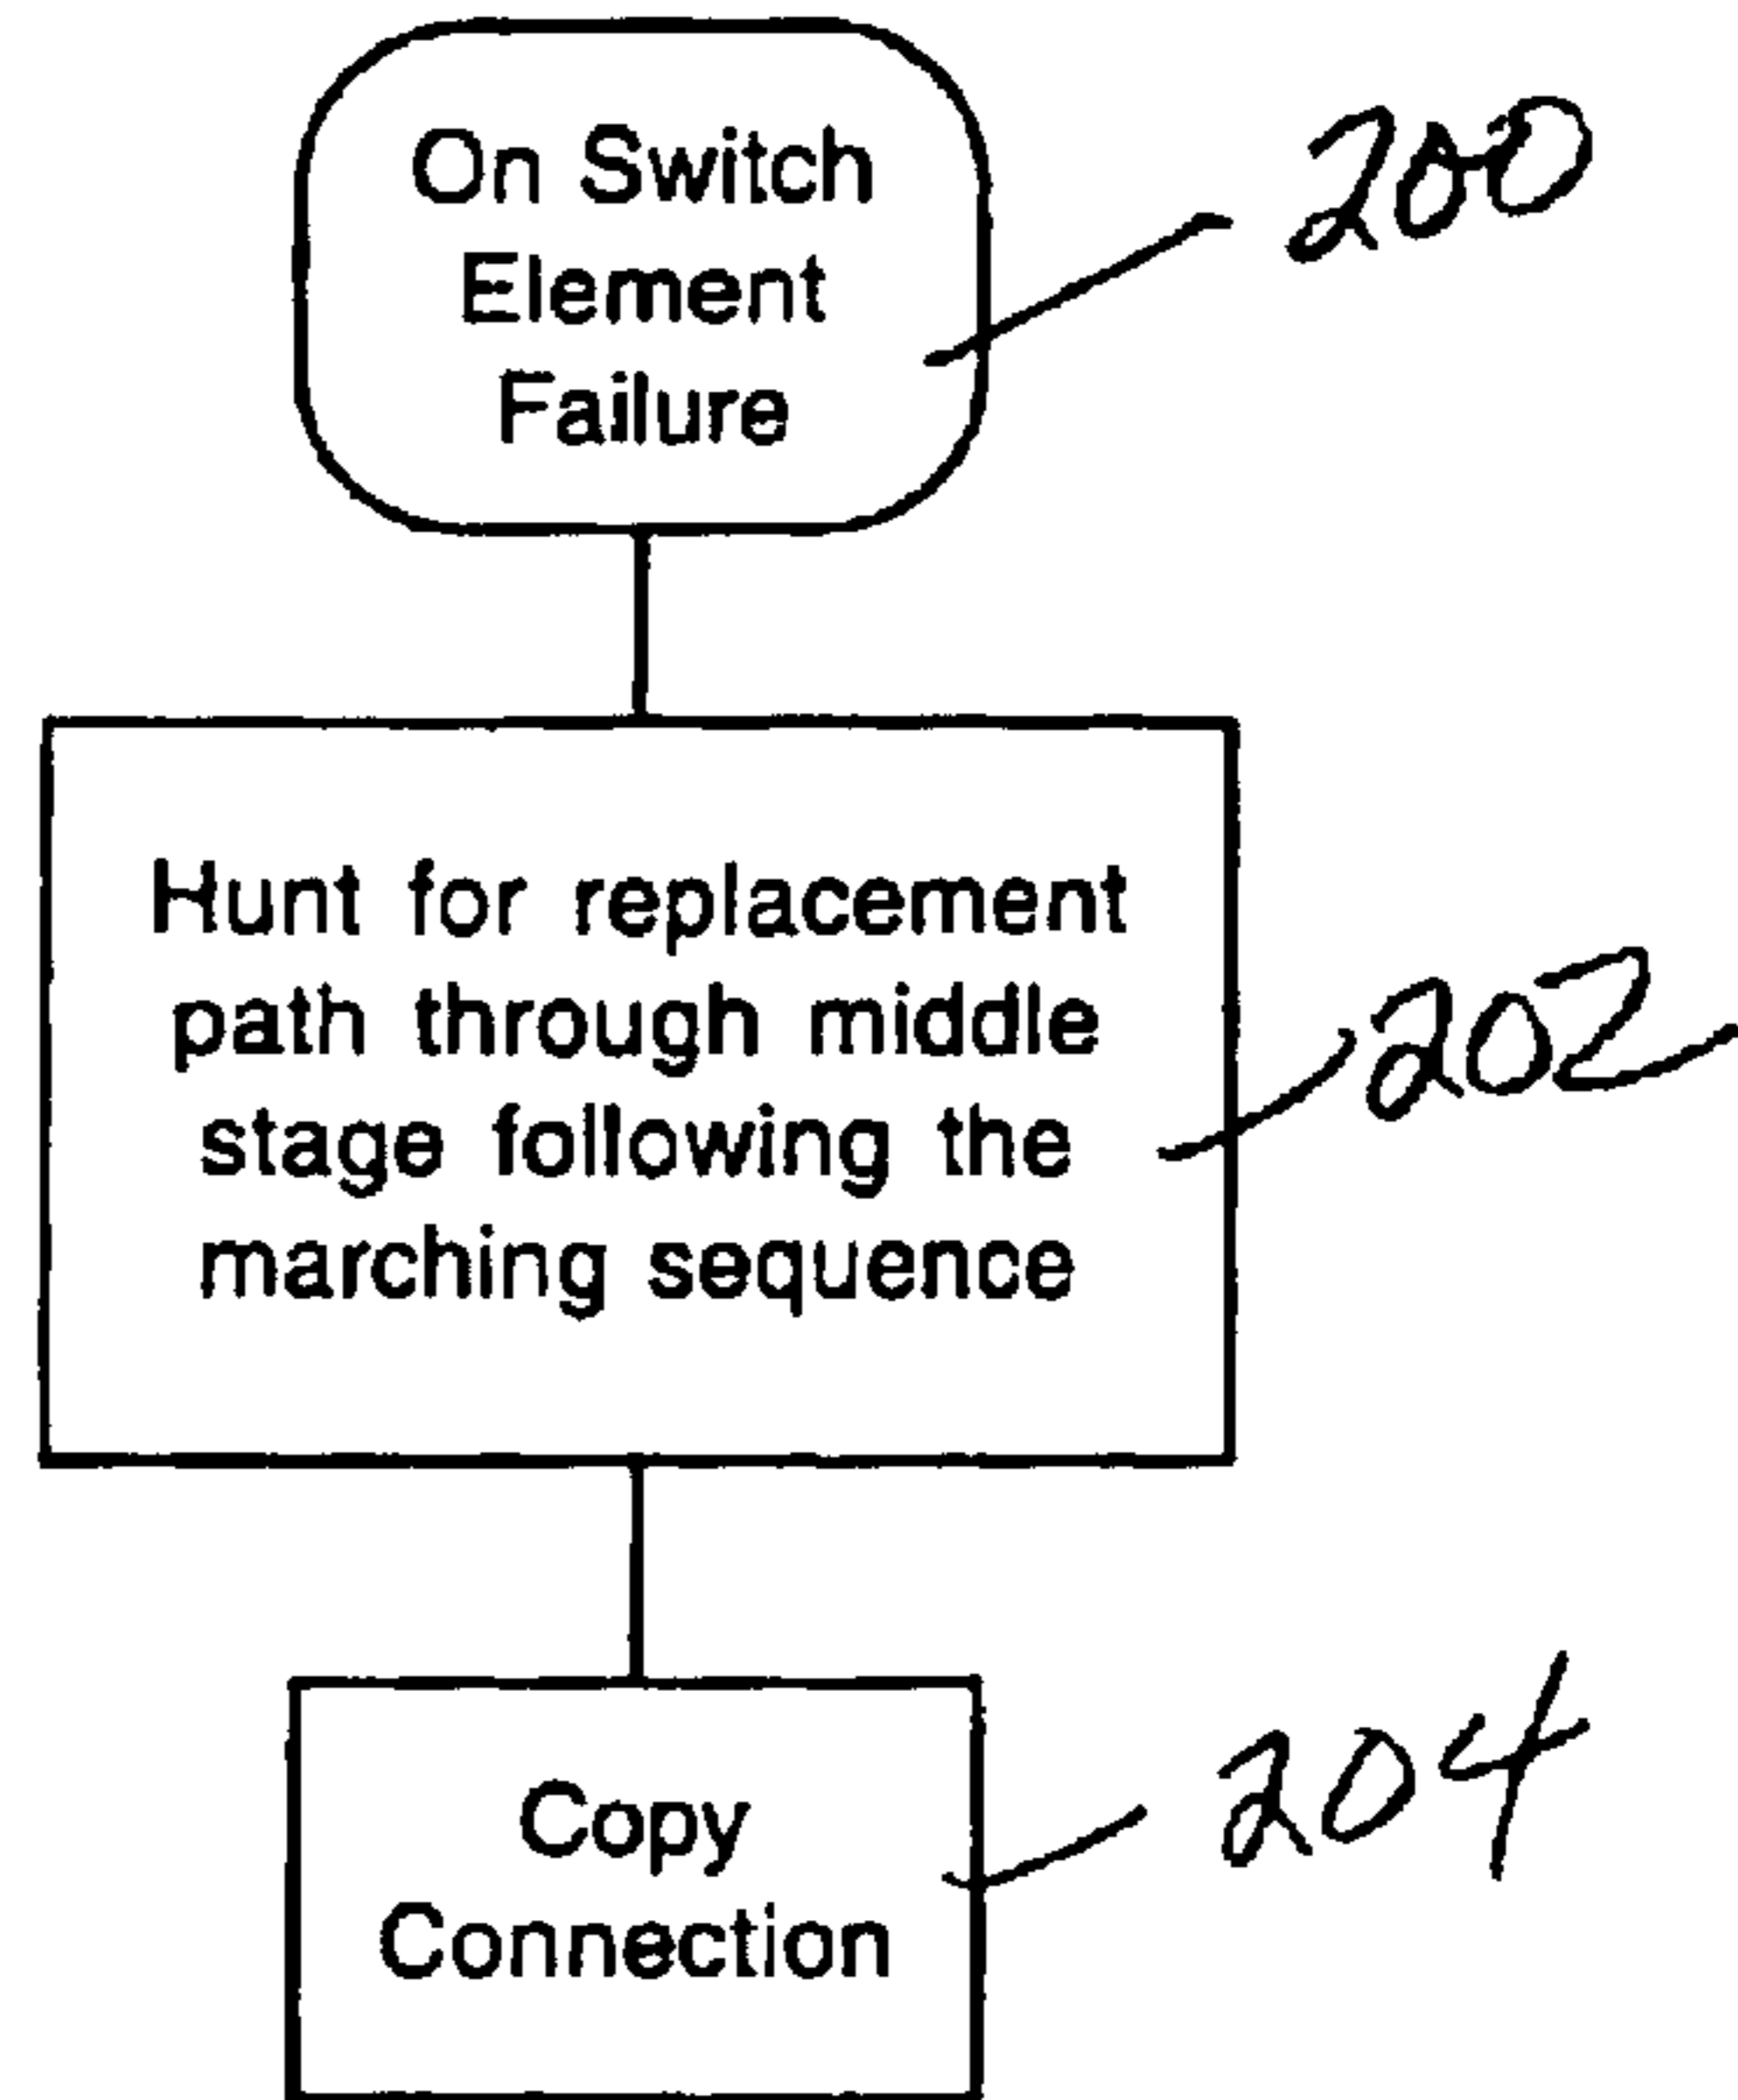 On Switch
Element
Failure
200
Hunt for replacement
path through middle
stage following the
marching sequence
202
Copy
Connection
204